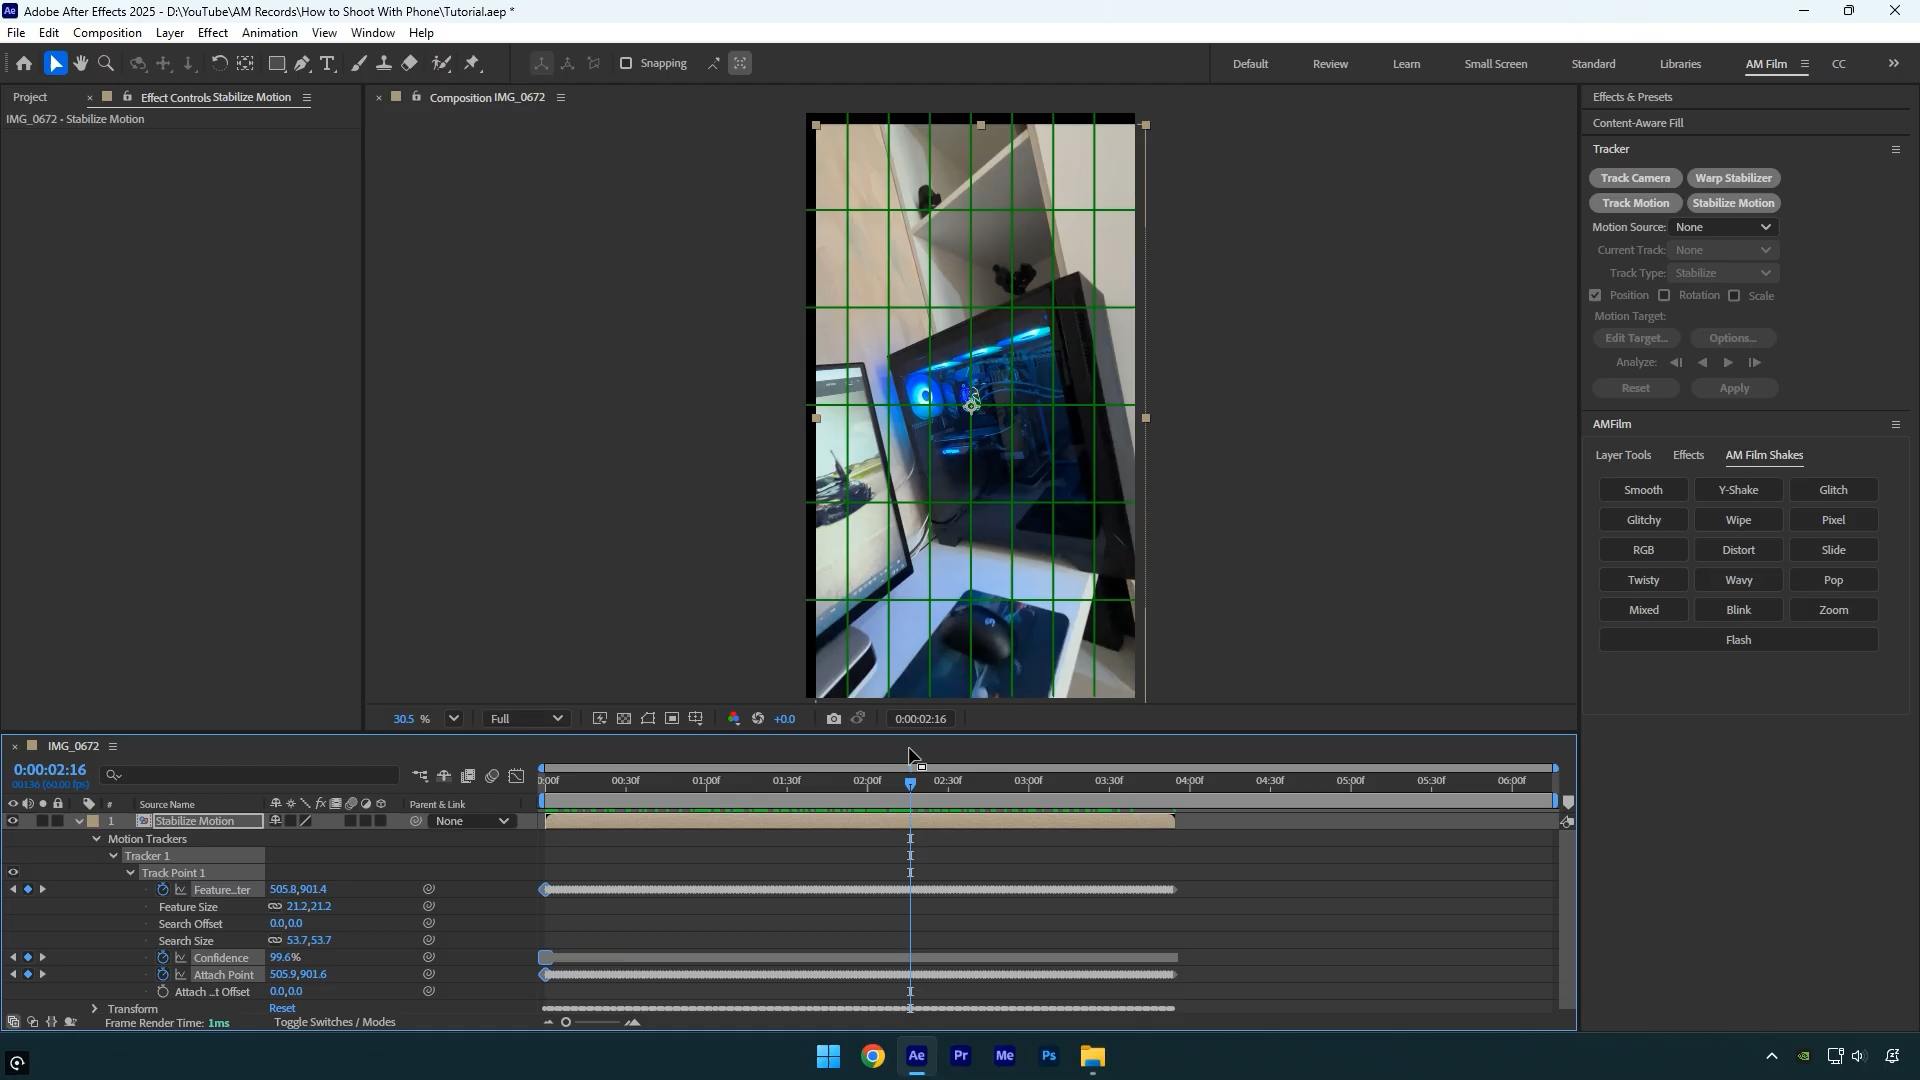 Ae Adobe After Effects 2025 - D:\YouTube\AM Records\How to Shoot With Phone\Tutorial.aep *
File Edit Composition Layer Effect Animation View Window Help
Snapping
Default Review Learn Small Screen Standard Libraries AM Film CC
Project Effect Controls Stabilize Motion
IMG_0672 - Stabilize Motion
Composition IMG_0672
Effects & Presets
Content-Aware Fill
Tracker
Track Camera Warp Stabilizer
Track Motion Stabilize Motion
Motion Source: None
Current Track: None
Track Type: Stabilize
Position Rotation Scale
Motion Target:
Edit Target... Options...
Analyze:
Reset Apply
AMFilm
Layer Tools Effects AM Film Shakes
Smooth Y-Shake Glitch
Glitchy Wipe Pixel
RGB Distort Slide
Twisty Wavy Pop
Mixed Blink Zoom
Flash
30.5 % Full +0.0 0:00:02:16
IMG_0672
0:00:02:16
00136 (60.00 fps)
0:00f 00:30f 01:00f 01:30f 02:00f 02:30f 03:00f 03:30f 04:00f 04:30f 05:00f 05:30f 06:00f
# Source Name Parent & Link
1 Stabilize Motion None
Motion Trackers
Tracker 1
Track Point 1
Feature...ter 505.8,901.4
Feature Size 21.2,21.2
Search Offset 0.0,0.0
Search Size 53.7,53.7
Confidence 99.6%
Attach Point 505.9,901.6
Attach ...t Offset 0.0,0.0
Transform Reset
Frame Render Time: 1ms Toggle Switches / Modes
Ae Pr Me Ps